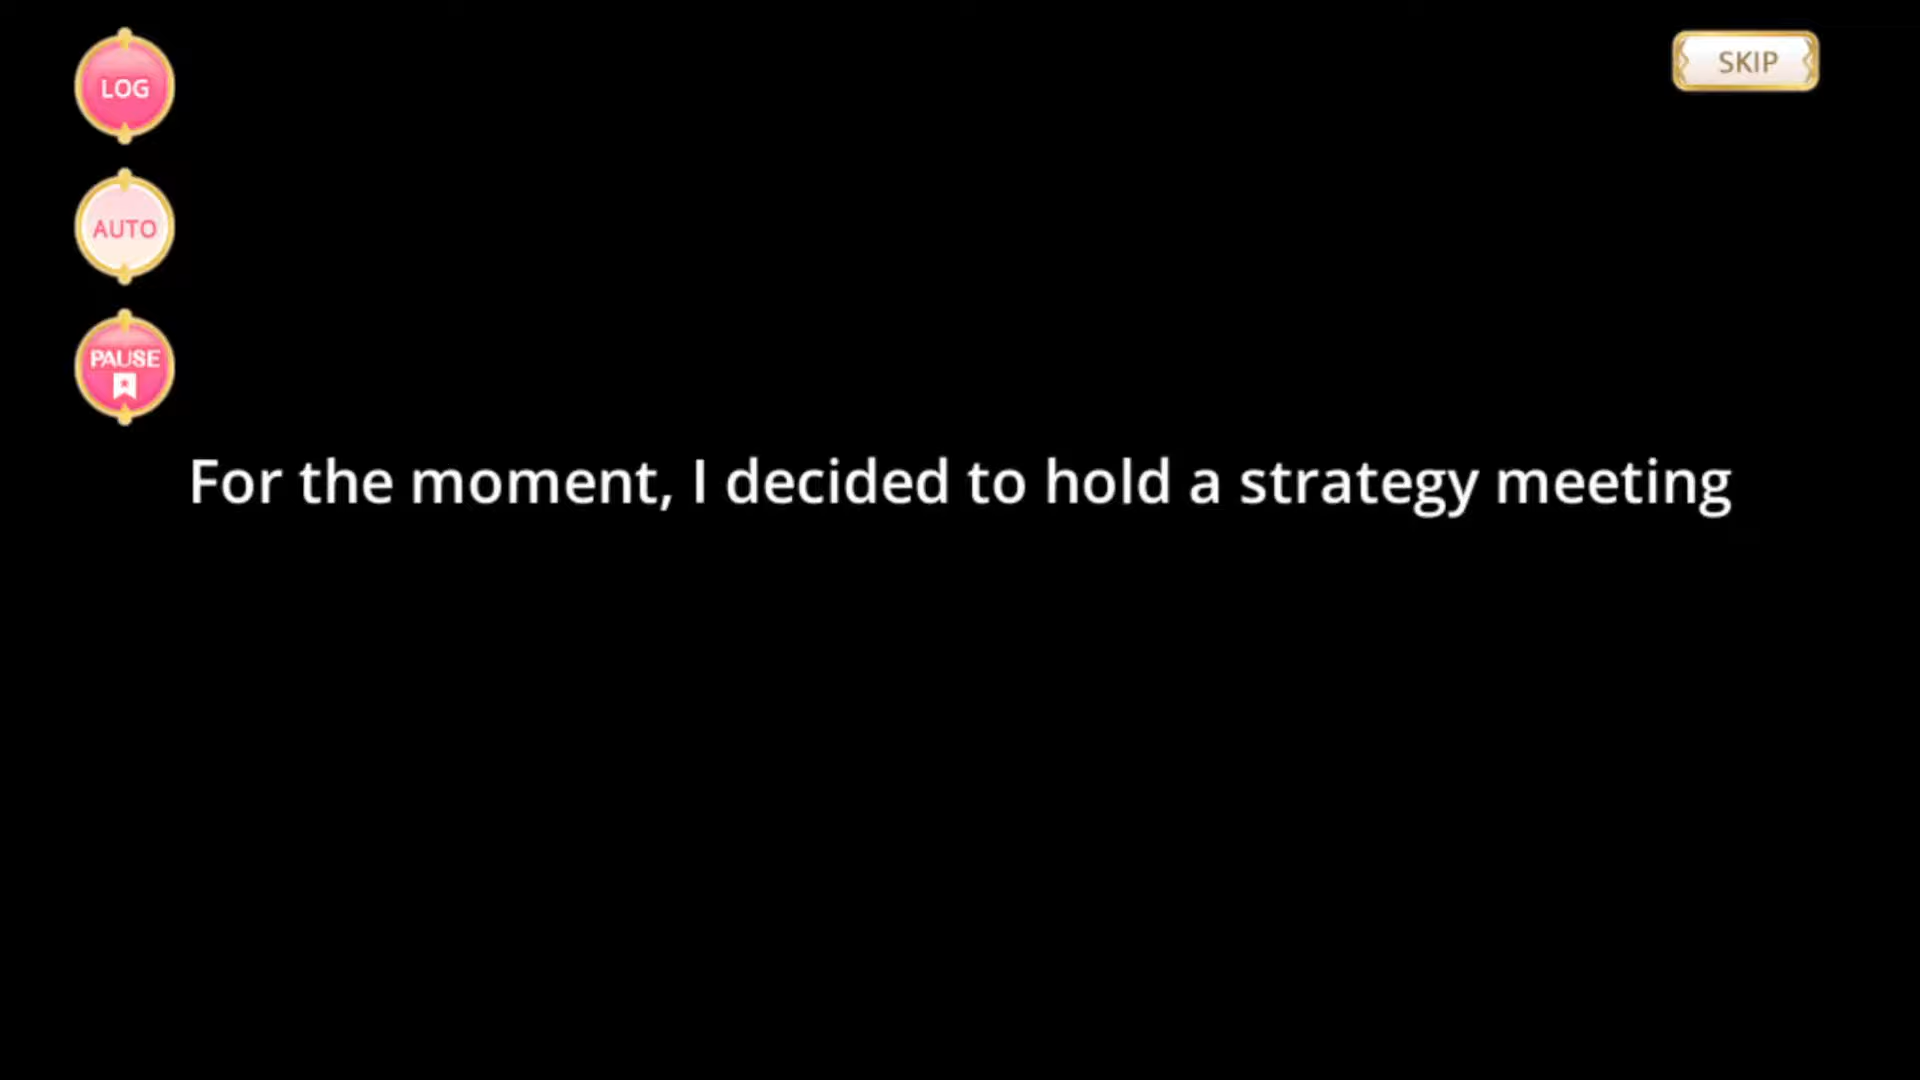 LOG
SKIP
AUTO
PAUSE
For the moment, I decided to hold a strategy meeting